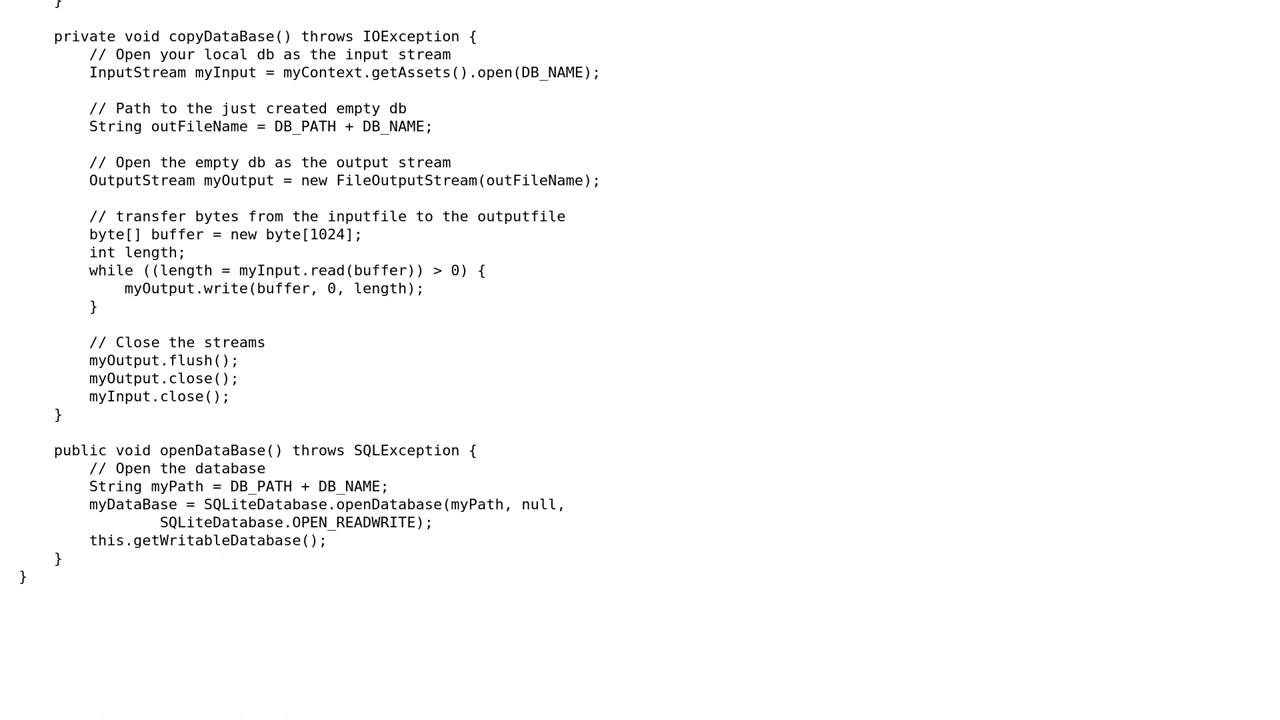 }

    private void copyDataBase() throws IOException {
        // Open your local db as the input stream
        InputStream myInput = myContext.getAssets().open(DB_NAME);

        // Path to the just created empty db
        String outFileName = DB_PATH + DB_NAME;

        // Open the empty db as the output stream
        OutputStream myOutput = new FileOutputStream(outFileName);

        // transfer bytes from the inputfile to the outputfile
        byte[] buffer = new byte[1024];
        int length;
        while ((length = myInput.read(buffer)) > 0) {
            myOutput.write(buffer, 0, length);
        }

        // Close the streams
        myOutput.flush();
        myOutput.close();
        myInput.close();
    }

    public void openDataBase() throws SQLException {
        // Open the database
        String myPath = DB_PATH + DB_NAME;
        myDataBase = SQLiteDatabase.openDatabase(myPath, null,
                SQLiteDatabase.OPEN_READWRITE);
        this.getWritableDatabase();
    }
}